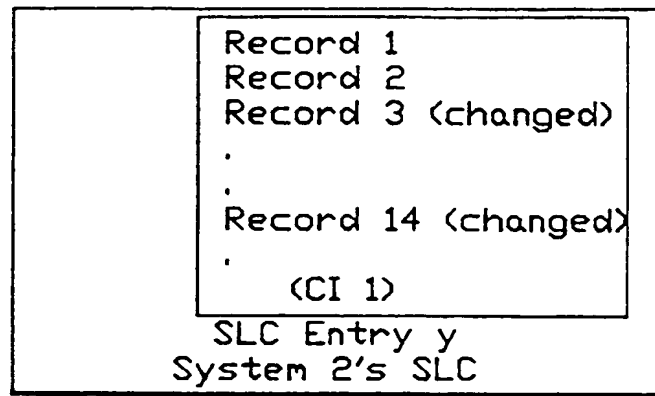 Record 1
Record 2
Record 3 (changed)
.
.
Record 14 (changed)
.
(CI 1)
SLC Entry y
System 2's SLC